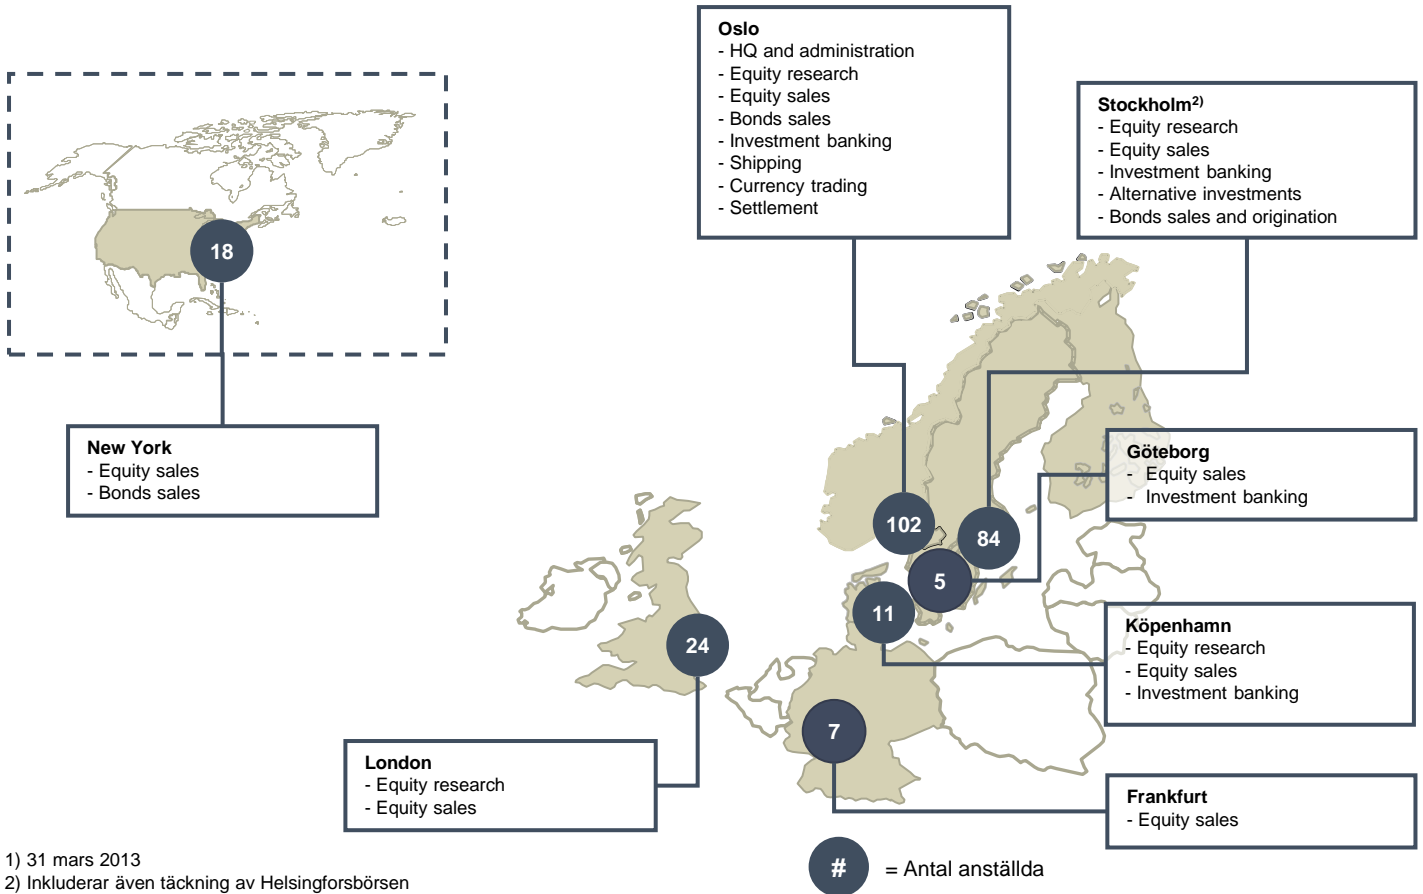 Oslo
- HQ and administration
- Equity research
- Equity sales
- Bonds sales
- Investment banking
- Shipping
- Currency trading
- Settlement
Stockholm2)
- Equity research
- Equity sales
- Investment banking
- Alternative investments
- Bonds sales and origination
18
New York
- Equity sales
- Bonds sales
Göteborg
- Equity sales
- Investment banking
102
84
5
11
24
7
Köpenhamn
- Equity research
- Equity sales
- Investment banking
London
- Equity research
- Equity sales
Frankfurt
- Equity sales
# = Antal anställda
1) 31 mars 2013
2) Inkluderar även täckning av Helsingforsbörsen